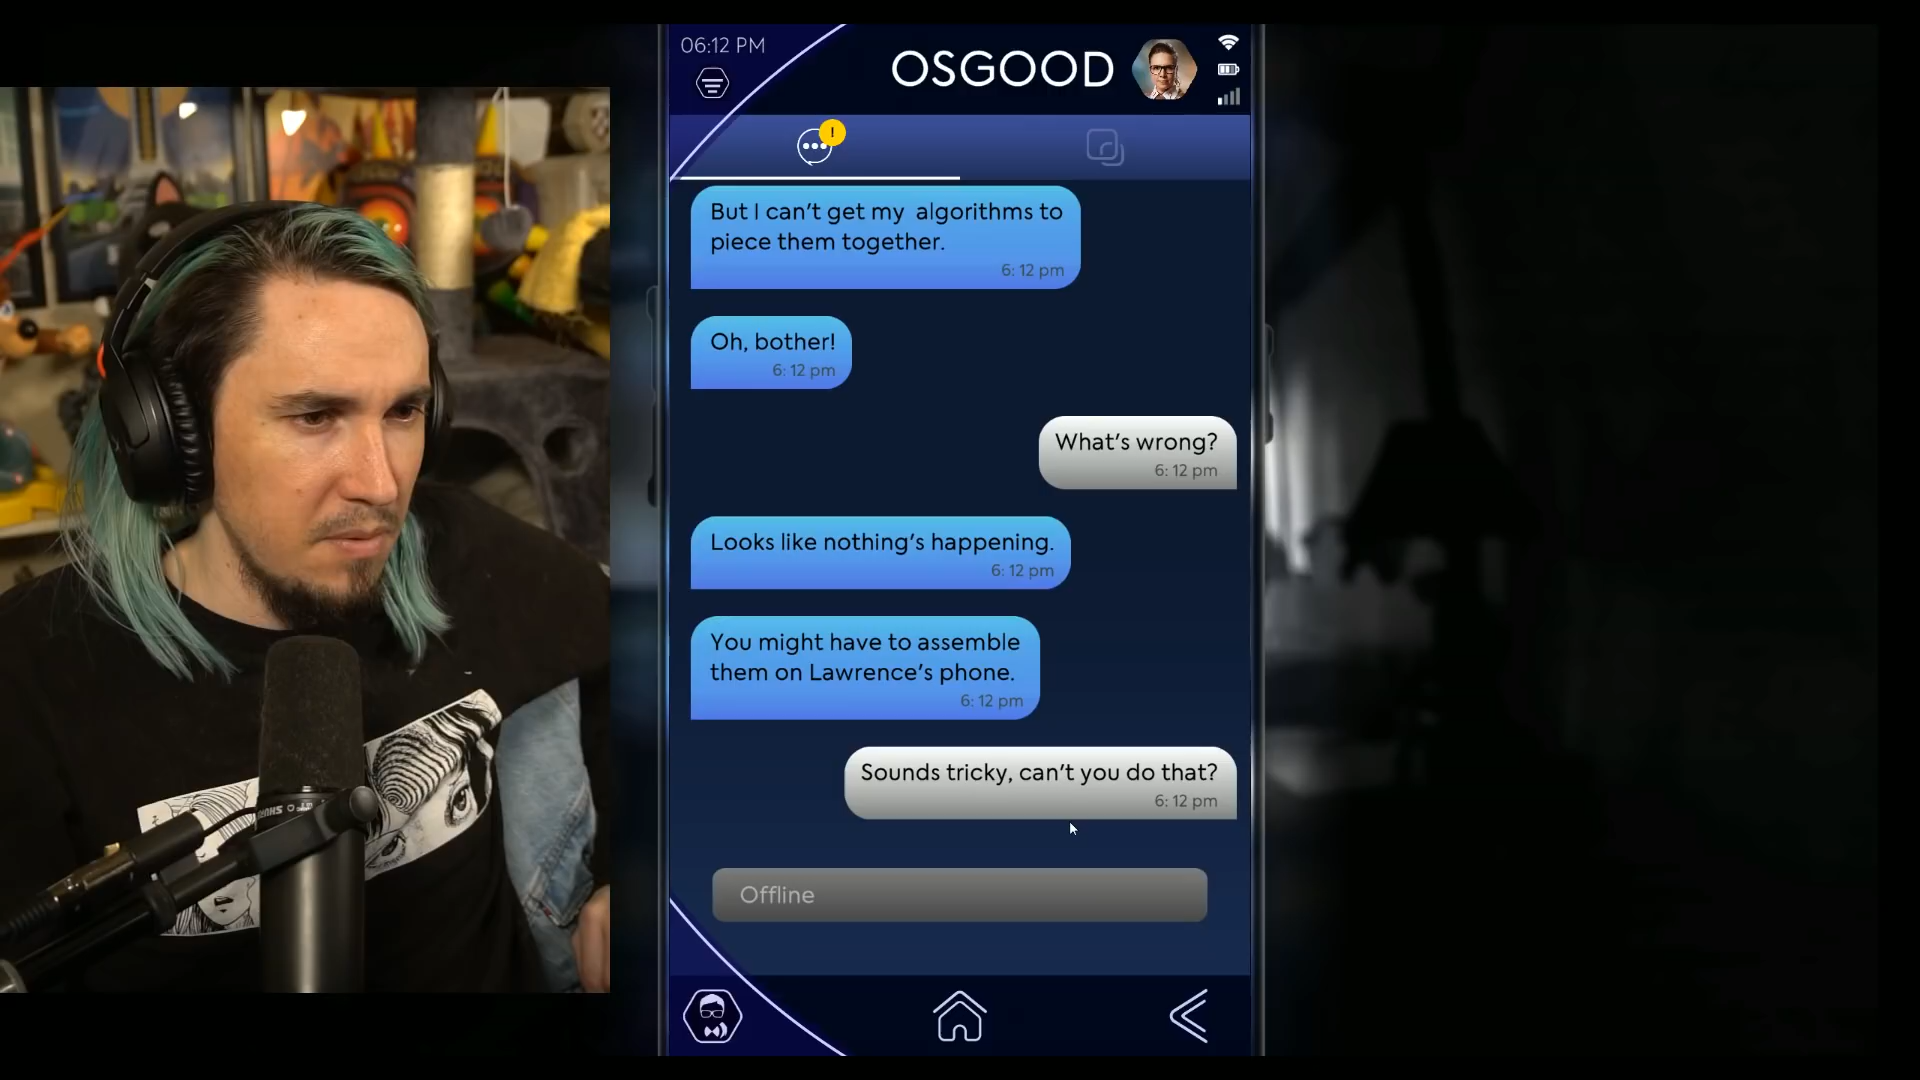 06:12 PM
OSGOOD
!
But I can't get my algorithms to
piece them together.
6: 12 pm
Oh, bother!
6: 12 pm
What's wrong?
6: 12 pm
Looks like nothing's happening.
6: 12 pm
You might have to assemble
them on Lawrence's phone.
6: 12 pm
Sounds tricky, can't you do that?
6: 12 pm
Offline
SHURE